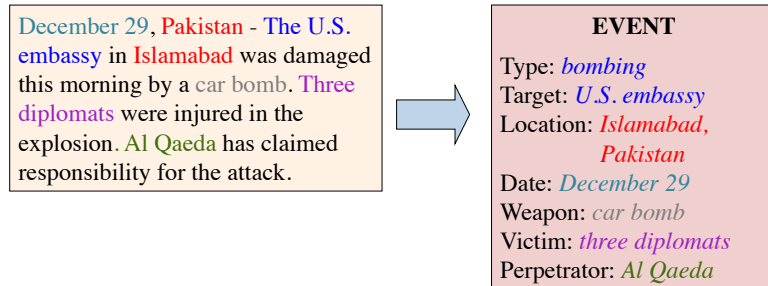 December 29, Pakistan - The U.S.
embassy in Islamabad was damaged
this morning by a car bomb. Three
diplomats were injured in the
explosion. Al Qaeda has claimed
responsibility for the attack.
EVENT
Type: bombing
Target: U.S. embassy
Location: Islamabad,
Pakistan
Date: December 29
Weapon: car bomb
Victim: three diplomats
Perpetrator: Al Qaeda